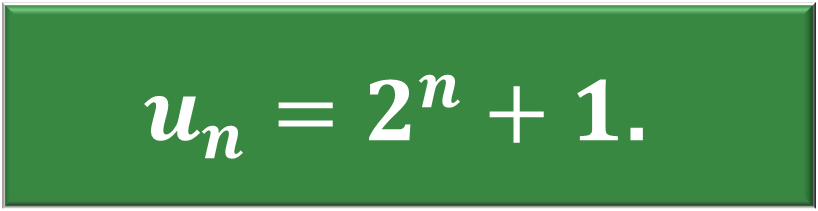 uₙ = 2ⁿ + 1.